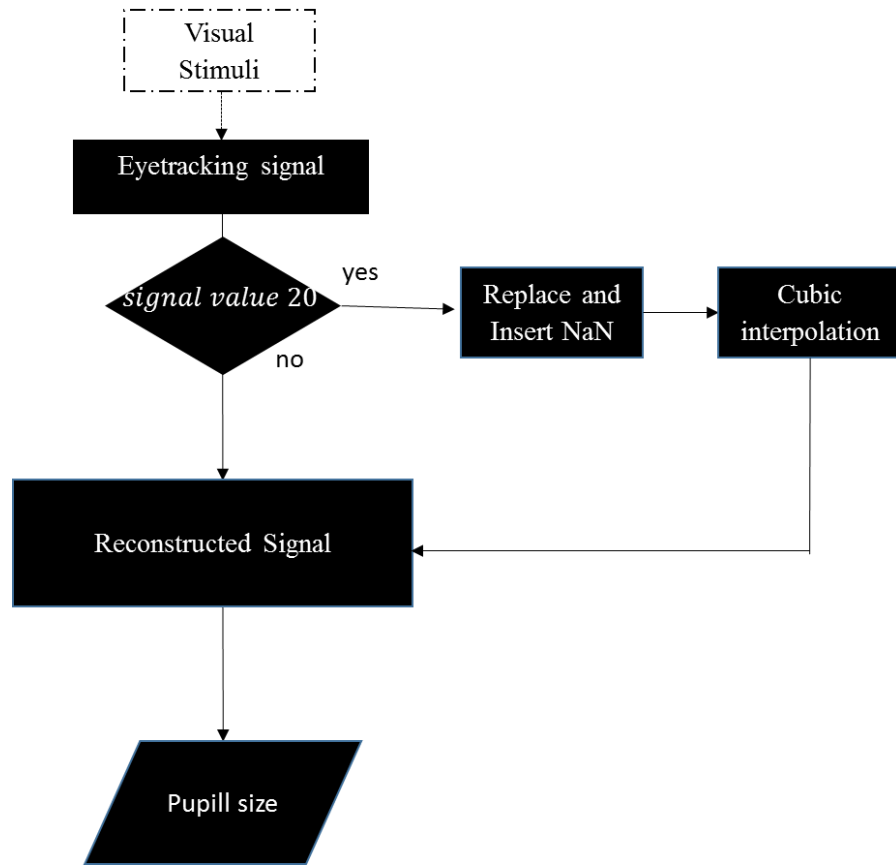 Visual
Stimuli
Eyetracking signal
signal value 20
yes
no
Replace and
Insert NaN
Cubic
interpolation
Reconstructed Signal
Pupill size